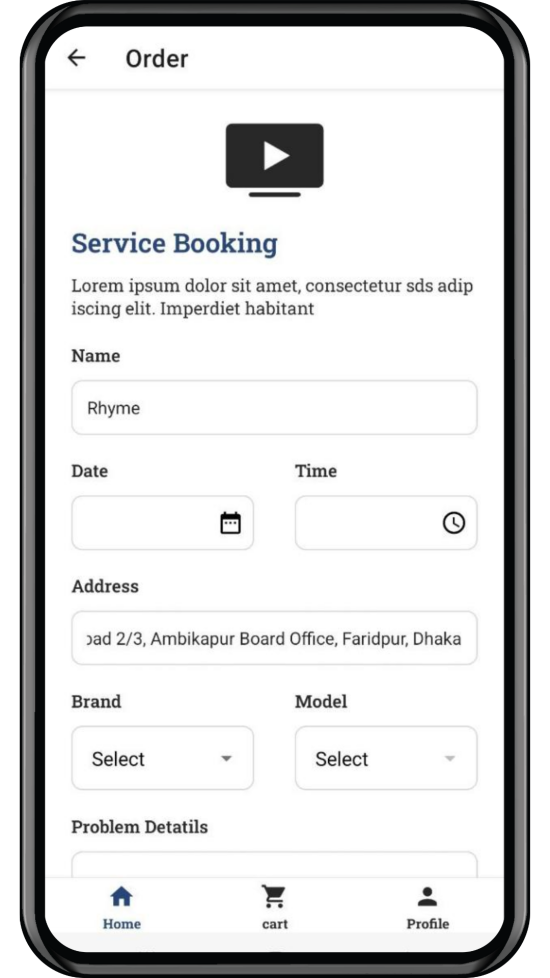 Order
Service Booking
Lorem ipsum dolor sit amet, consectetur sds adip
iscing elit. Imperdiet habitant
Name
Rhyme
Date Time
Address
oad 2/3, Ambikapur Board Office, Faridpur, Dhaka
Brand Model
Select Select
Problem Detatils
Home cart Profile